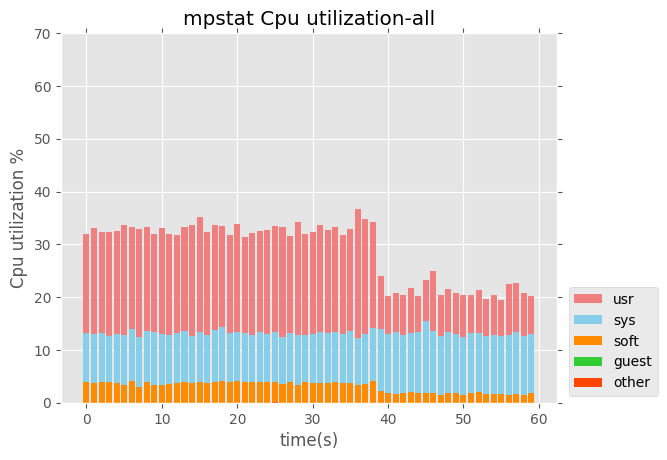 mpstat Cpu utilization-all
Cpu utilization %
70
60
50
40
30
20
10
0
0 10 20 30 40 50 60
time(s)
usr
sys
soft
guest
other